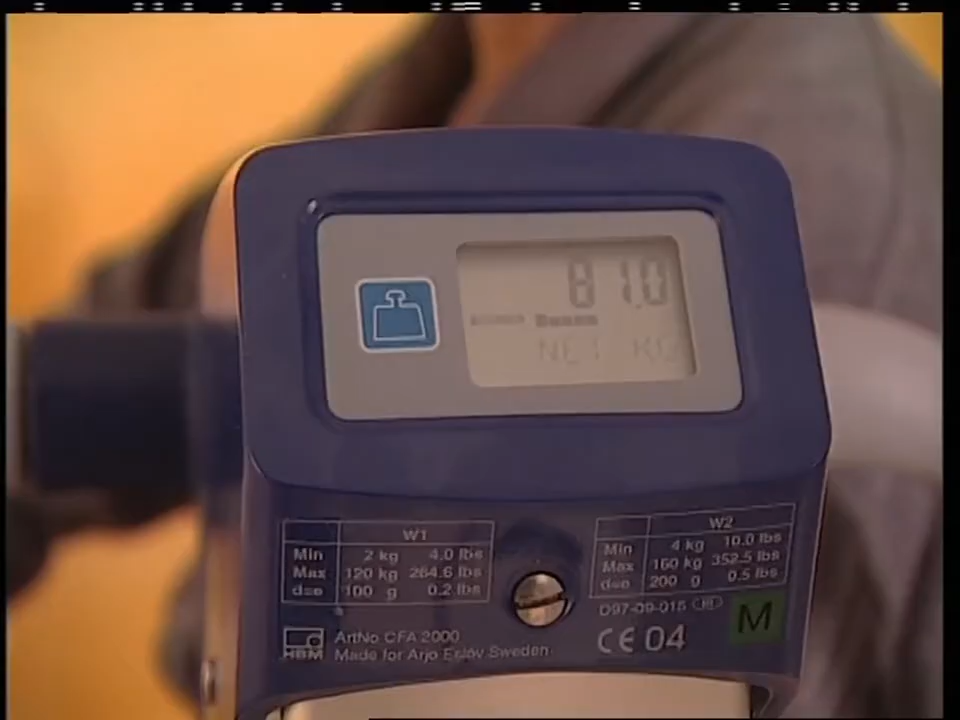 81.0
NET KG
W1
Min 2 kg 4.0 lbs
Max 120 kg 264.6 lbs
d=e 100 g 0.2 lbs
W2
Min 4 kg 10.0 lbs
Max 160 kg 352.5 lbs
d=e 200 g 0.5 lbs
D97-09-015
HBM
ArtNo CFA 2000
Made for Arjo Eslöv Sweden
CE 04
M